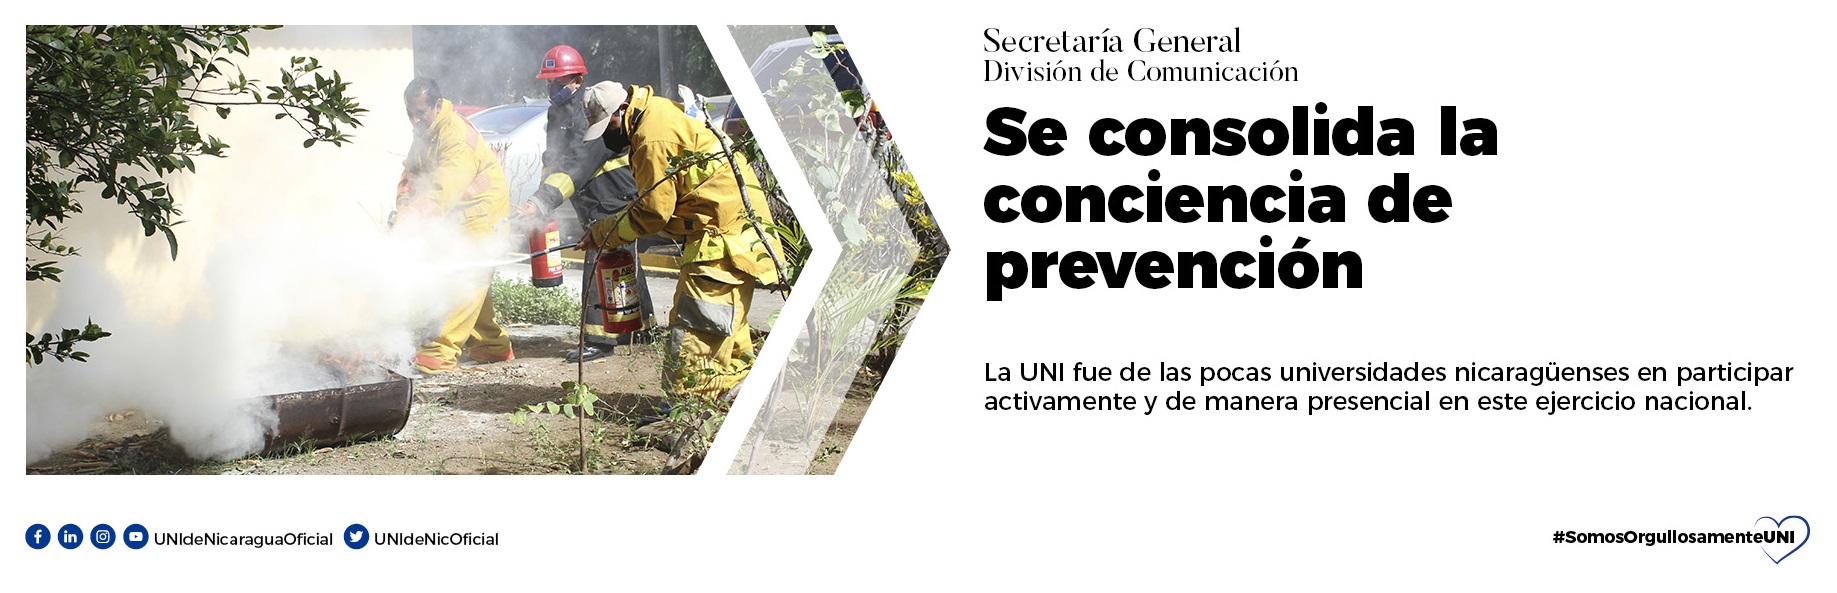 Secretaría General
División de Comunicación
Se consolida la
conciencia de
prevención
La UNI fue de las pocas universidades nicaragüenses en participar
activamente y de manera presencial en este ejercicio nacional.
UNIdeNicaraguaOficial UNIdeNicOficial
#SomosOrgullosamenteUNI